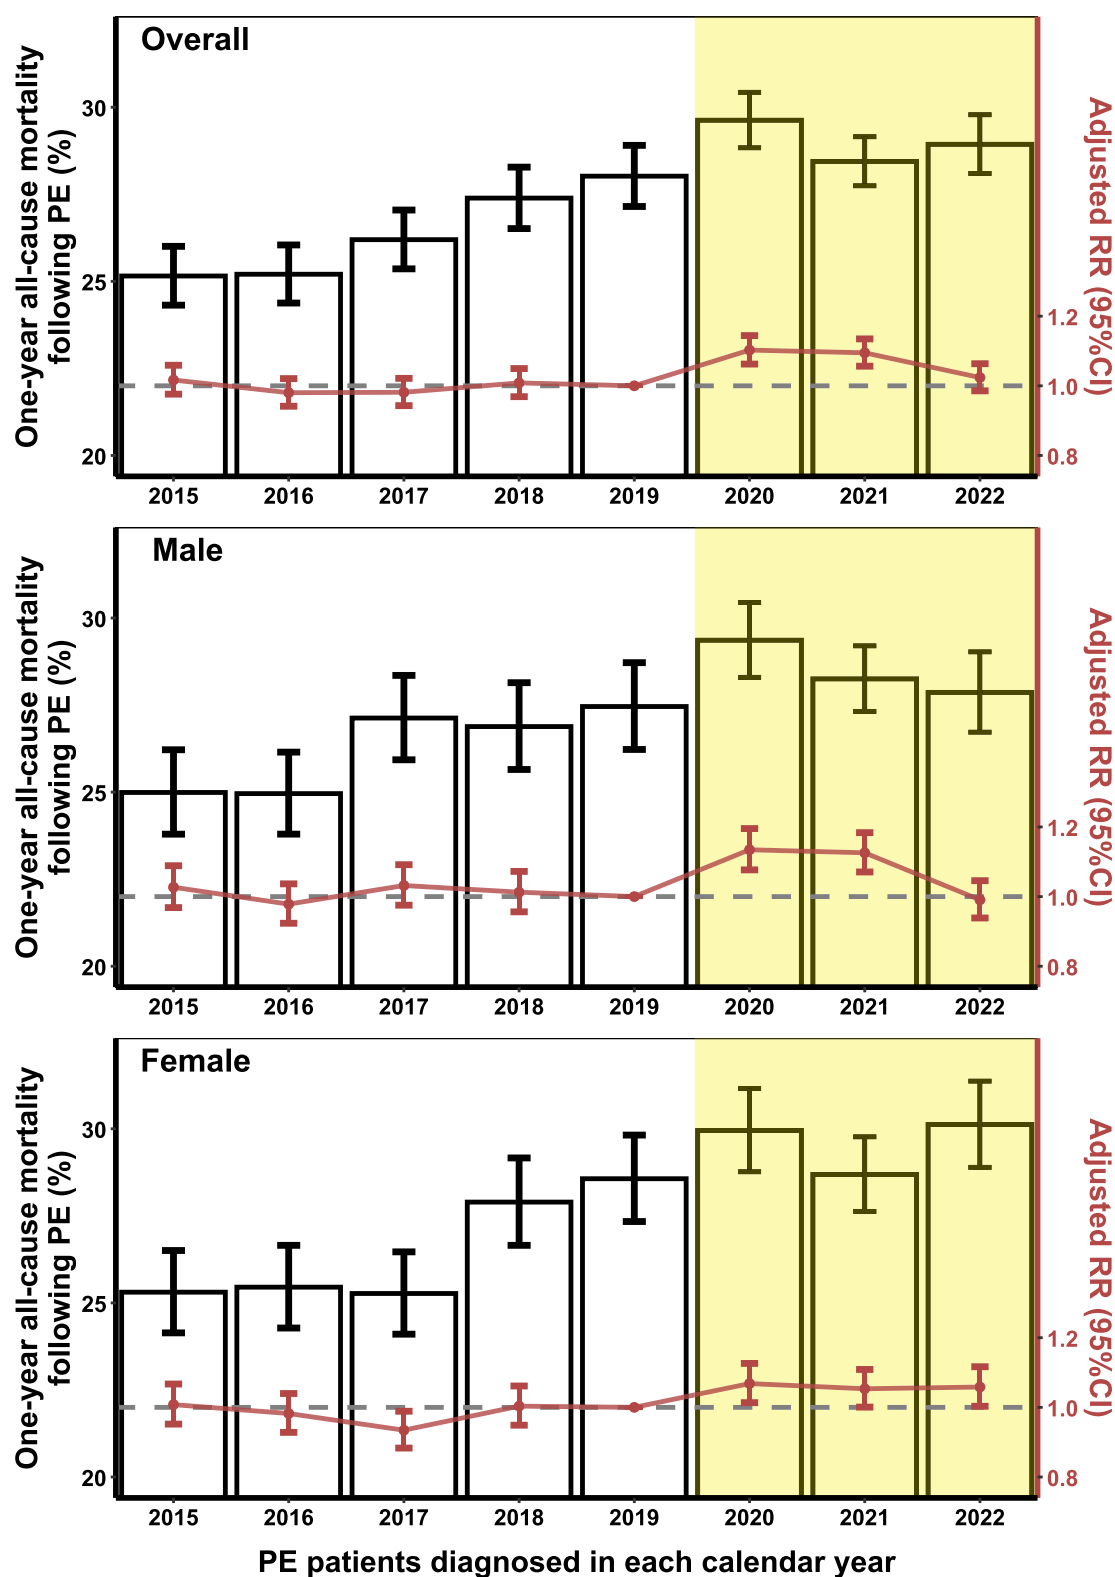 Overall
One-year all-cause mortality
following PE (%)
30
25
20
Adjusted RR (95%CI)
1.2
1.0
0.8
2015 2016 2017 2018 2019 2020 2021 2022
Male
One-year all-cause mortality
following PE (%)
30
25
20
Adjusted RR (95%CI)
1.2
1.0
0.8
2015 2016 2017 2018 2019 2020 2021 2022
Female
One-year all-cause mortality
following PE (%)
30
25
20
Adjusted RR (95%CI)
1.2
1.0
0.8
2015 2016 2017 2018 2019 2020 2021 2022
PE patients diagnosed in each calendar year